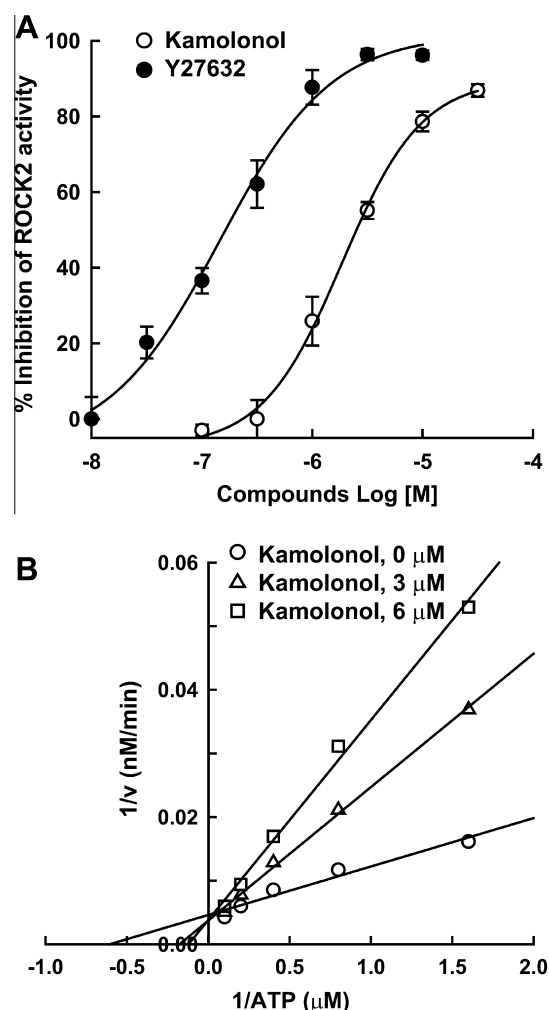 A
Kamolonol
Y27632
100
80
60
40
20
0
% Inhibition of ROCK2 activity
-8 -7 -6 -5 -4
Compounds Log [M]
B
Kamolonol, 0 μM
Kamolonol, 3 μM
Kamolonol, 6 μM
0.06
0.04
0.02
0.00
1/v (nM/min)
-1.0 -0.5 0.0 0.5 1.0 1.5 2.0
1/ATP (μM)